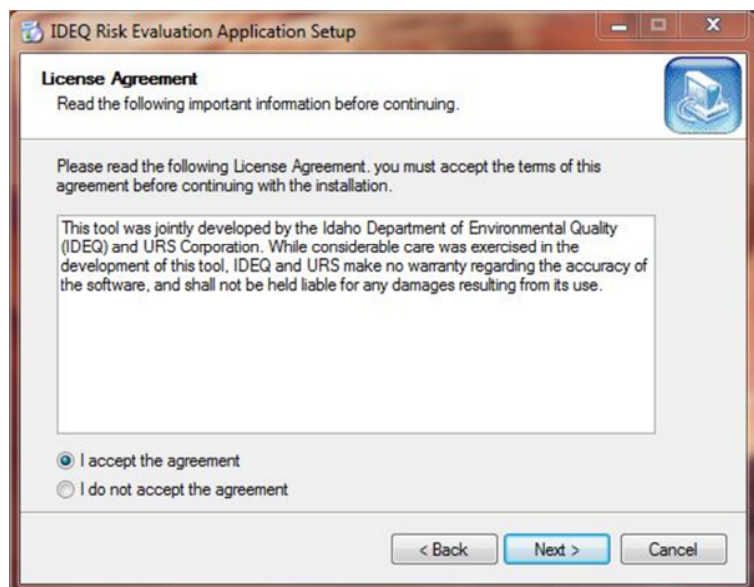 IDEQ Risk Evaluation Application Setup
License Agreement
Read the following important information before continuing.
Please read the following License Agreement. you must accept the terms of this
agreement before continuing with the installation.
This tool was jointly developed by the Idaho Department of Environmental Quality
(IDEQ) and URS Corporation. While considerable care was exercised in the
development of this tool, IDEQ and URS make no warranty regarding the accuracy of
the software, and shall not be held liable for any damages resulting from its use.
I accept the agreement
I do not accept the agreement
< Back
Next >
Cancel